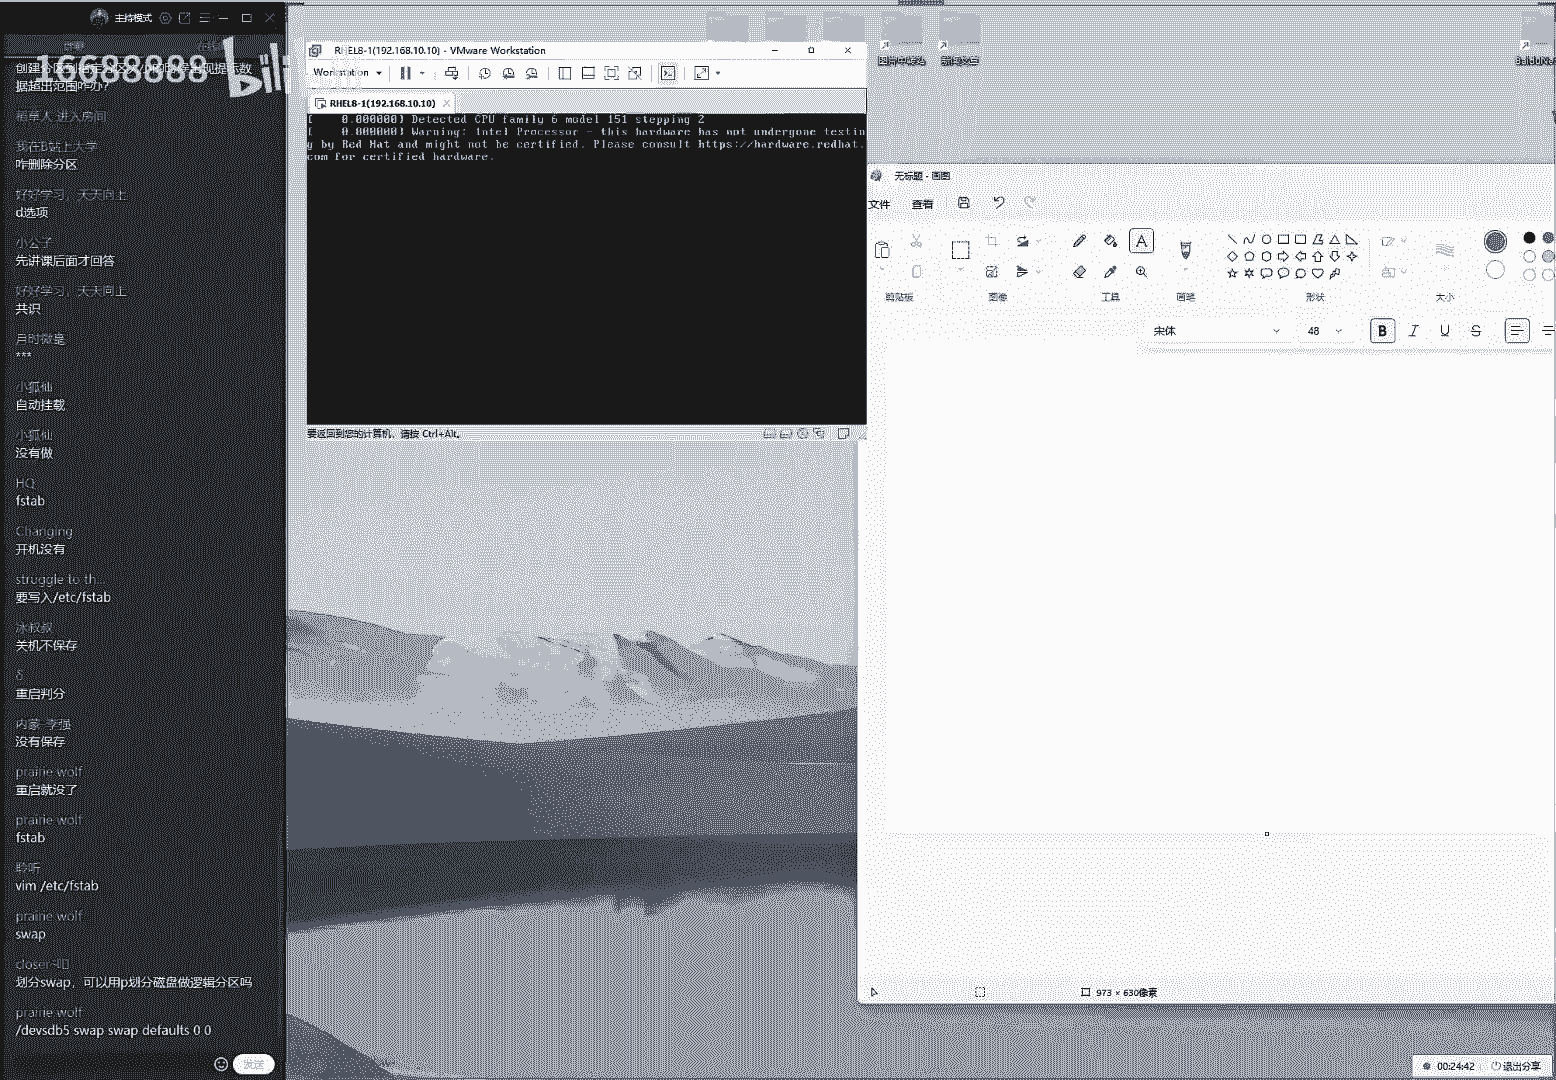 主持模式
16688888 bili
据超出范围咋办?
稻草人 进入房间
我在B站上大学
咋删除分区
好好学习，天天向上
d选项
小公子
先讲课后面才回答
好好学习，天天向上
共识
***
小狐仙
自动挂载
小狐仙
没有做
HQ
fstab
Changing
开机没有
struggle to th...
要写入/etc/fstab
冰叔叔
关机不保存
δ
重启判分
内蒙-李强
没有保存
prairie wolf
重启就没了
prairie wolf
fstab
聆听
vim /etc/fstab
prairie wolf
swap
划分swap，可以用p划分磁盘做逻辑分区吗
prairie wolf
/devsdb5 swap swap defaults 0 0
发送
RHEL8-1(192.168.10.10) - VMware Workstation
Workstation
RHEL8-1(192.168.10.10)
[    0.000000] Detected CPU family 6 model 151 stepping 2
[    0.000000] Warning: Intel Processor - this hardware has not undergone testin
g by Red Hat and might not be certified. Please consult https://hardware.redhat.
com for certified hardware.
要返回到您的计算机，请按 Ctrl+Alt。
无标题 - 画图
文件 查看
剪贴板 图像 工具 画笔 形状 大小
宋体 48 B I U S
973 × 630像素
00:24:42 退出分享